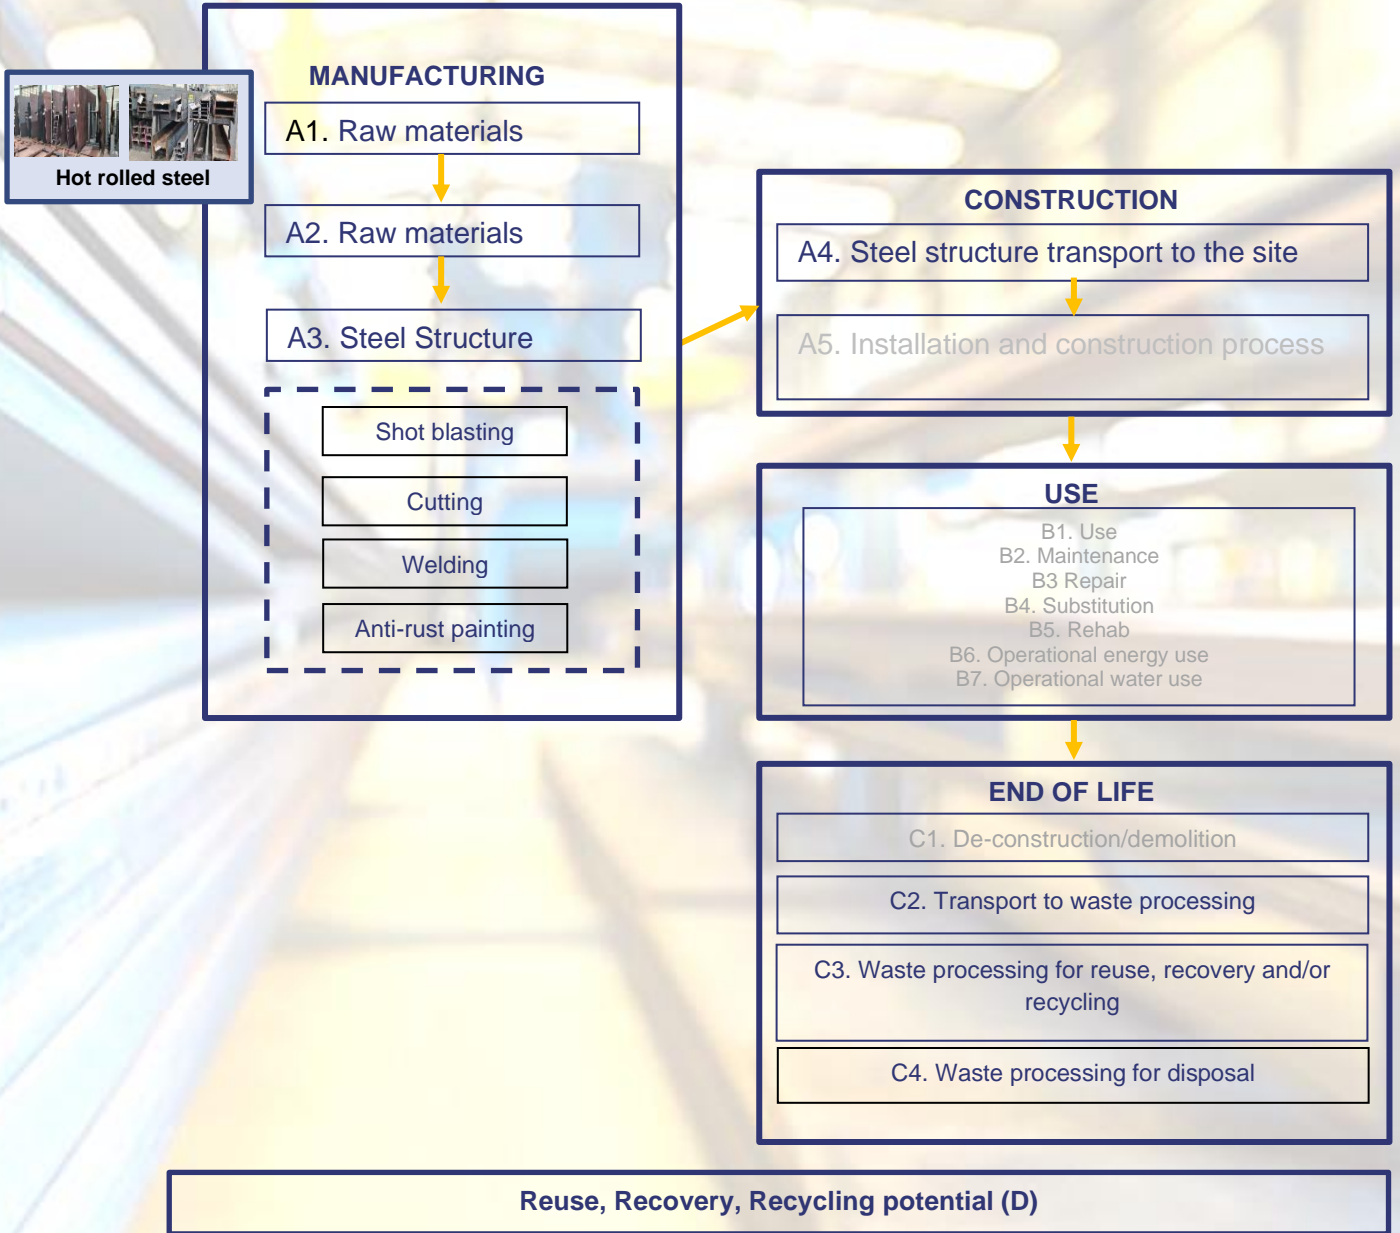 MANUFACTURING
A1. Raw materials
Hot rolled steel
A2. Raw materials
A3. Steel Structure
Shot blasting
Cutting
Welding
Anti-rust painting
CONSTRUCTION
A4. Steel structure transport to the site
A5. Installation and construction process
USE
B1. Use
B2. Maintenance
B3 Repair
B4. Substitution
B5. Rehab
B6. Operational energy use
B7. Operational water use
END OF LIFE
C1. De-construction/demolition
C2. Transport to waste processing
C3. Waste processing for reuse, recovery and/or
recycling
C4. Waste processing for disposal
Reuse, Recovery, Recycling potential (D)